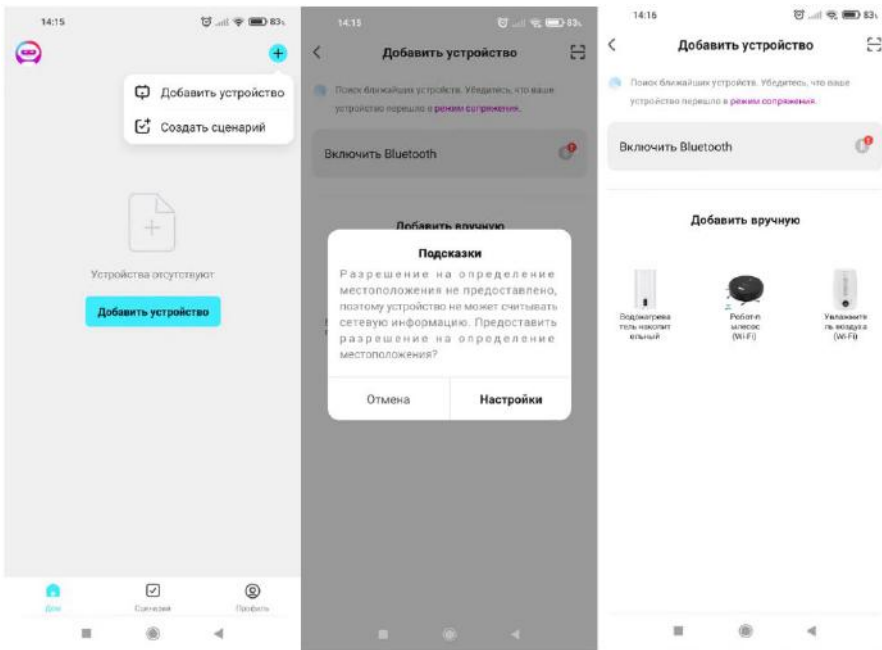 14:15
83
Добавить устройство
Создать сценарий
Устройства отсутствуют
Добавить устройство
Дом
Сценарии
Профиль
14:15
83
Добавить устройство
Поиск ближайших устройств. Убедитесь, что ваше
устройство перешло в режим сопряжения.
Включить Bluetooth
Добавить вручную
Подсказки
Разрешение на определение
местоположения не предоставлено,
поэтому устройство не может считывать
сетевую информацию. Предоставить
разрешение на определение
местоположения?
Отмена
Настройки
14:16
83
Добавить устройство
Поиск ближайших устройств. Убедитесь, что ваше
устройство перешло в режим сопряжения.
Включить Bluetooth
Добавить вручную
Водонагрева
тель накопит
ельный
Робот-п
ылесос
(Wi-Fi)
Увлажните
ль воздуха
(Wi-Fi)